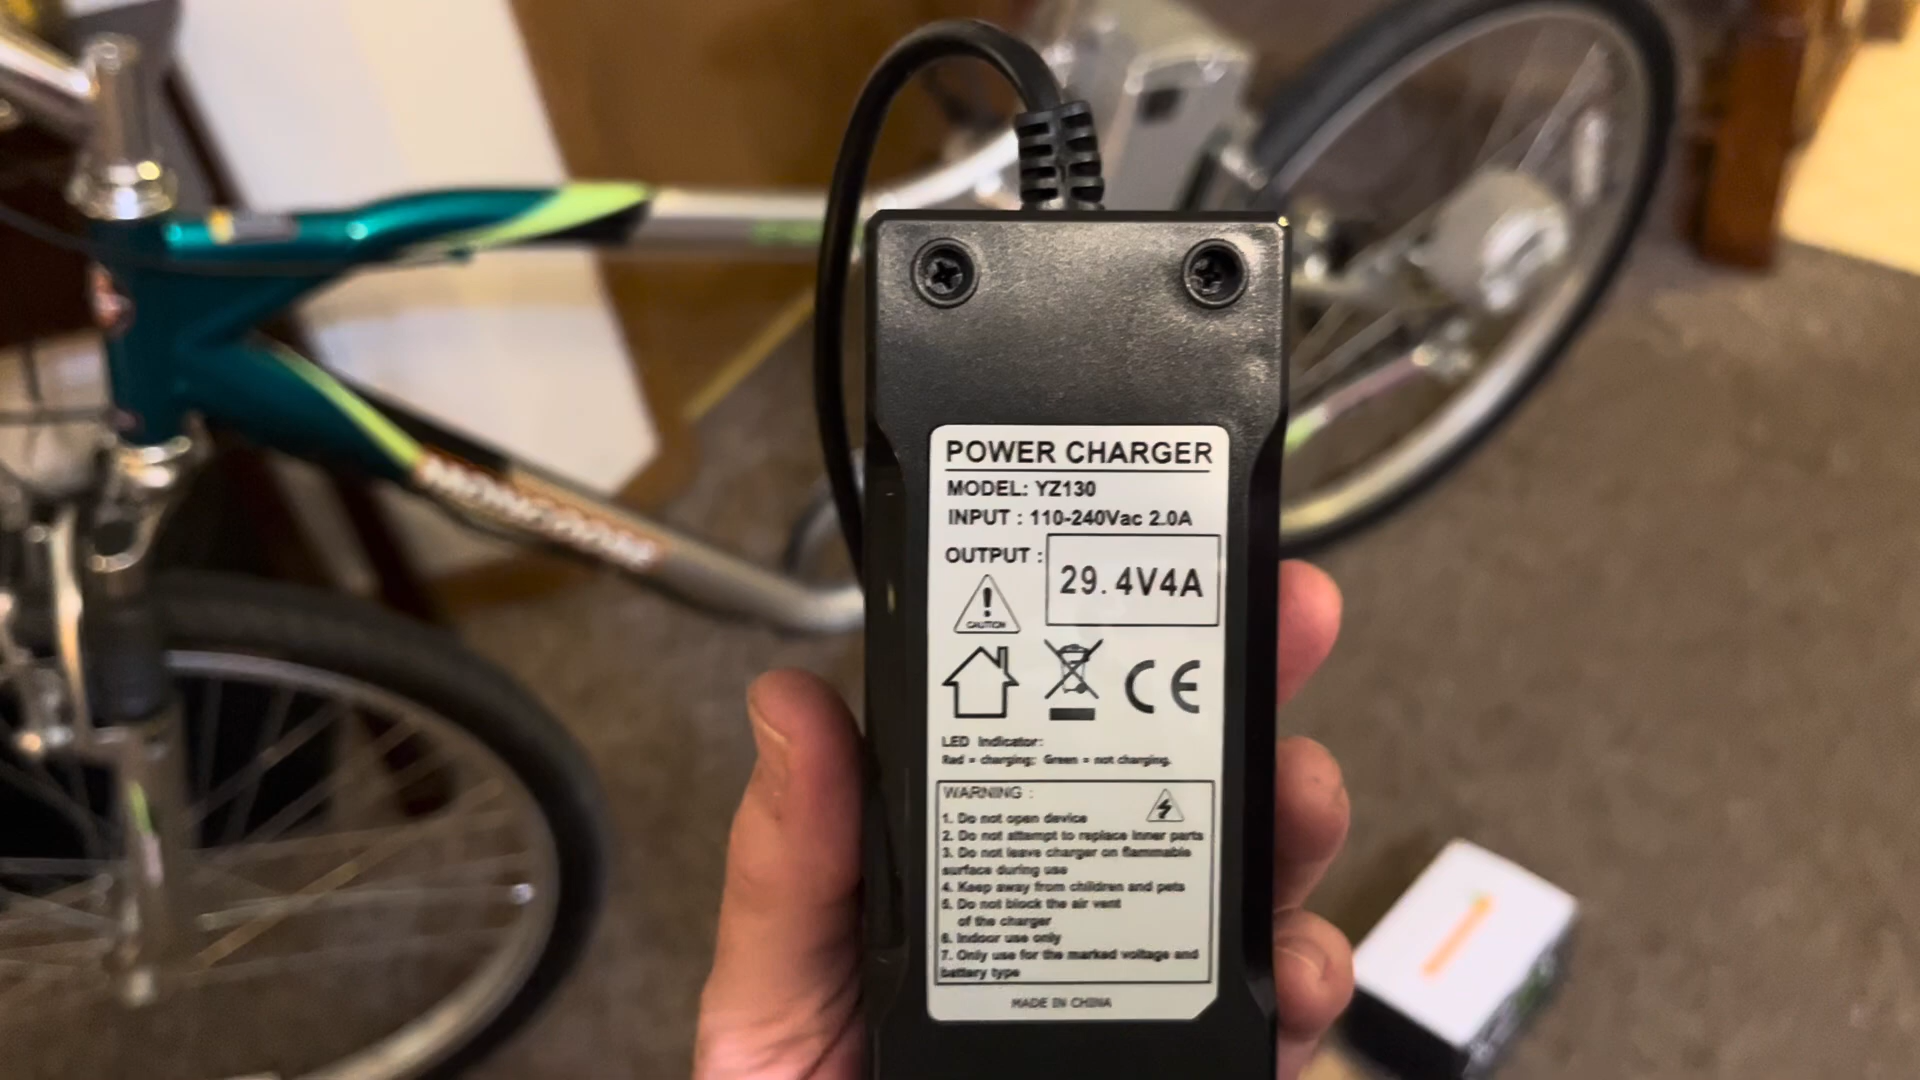 POWER CHARGER
MODEL: YZ130
INPUT : 110-240Vac 2.0A
OUTPUT :
29.4V4A
CAUTION
CE
LED Indicator:
Red = charging; Green = not charging.
WARNING :
1. Do not open device
2. Do not attempt to replace inner parts
3. Do not leave charger on flammable
surface during use
4. Keep away from children and pets
5. Do not block the air vent
of the charger
6. Indoor use only
7. Only use for the marked voltage and
battery type
MADE IN CHINA
MONGOOSE